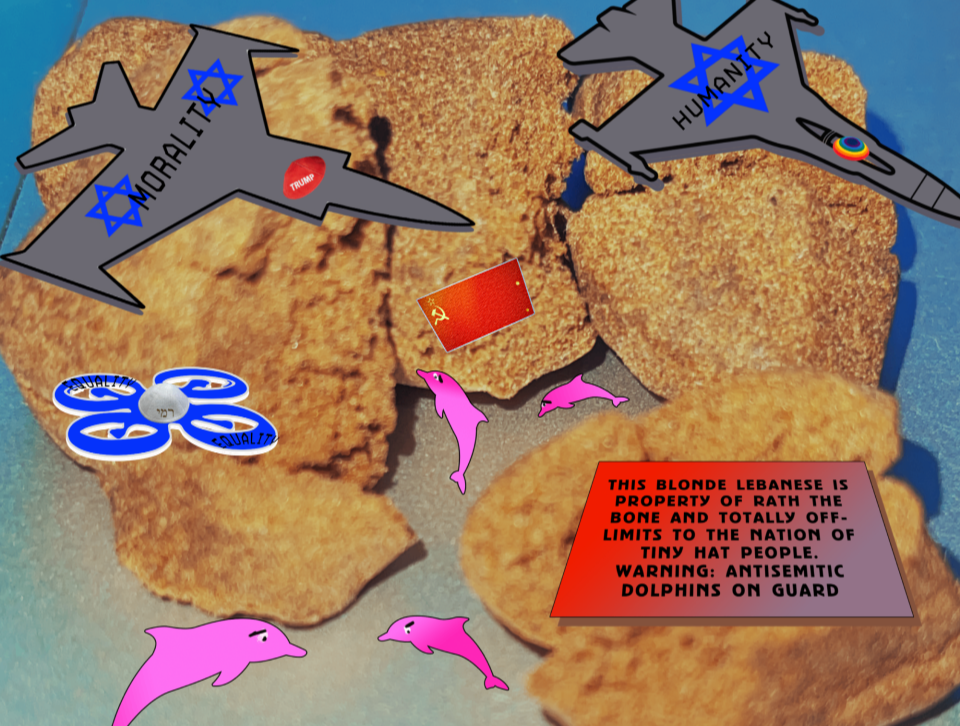 MORALITY
HUMANITY
TRUMP
EQUALITY
רמי
EQUALITY
THIS BLONDE LEBANESE IS
PROPERTY OF RATH THE
BONE AND TOTALLY OFF-
LIMITS TO THE NATION OF
TINY HAT PEOPLE.
WARNING: ANTISEMITIC
DOLPHINS ON GUARD